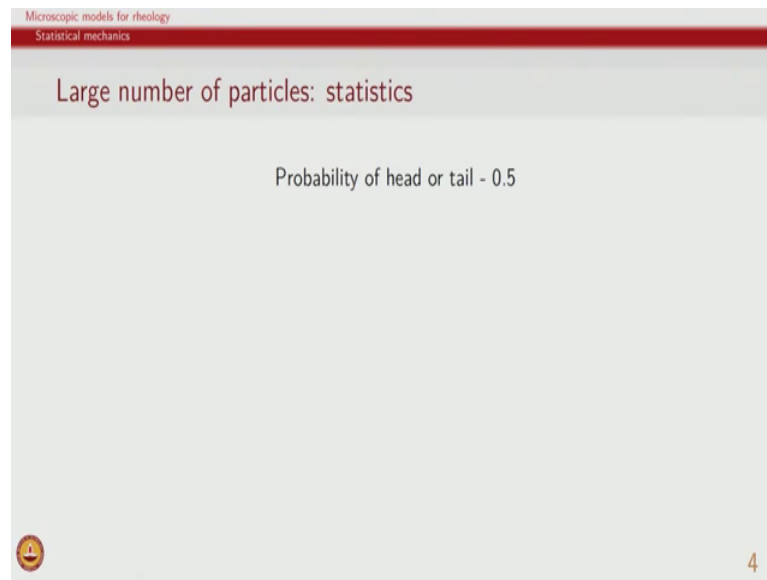 Microscopic models for rheology
Statistical mechanics
Large number of particles: statistics
Probability of head or tail - 0.5
4